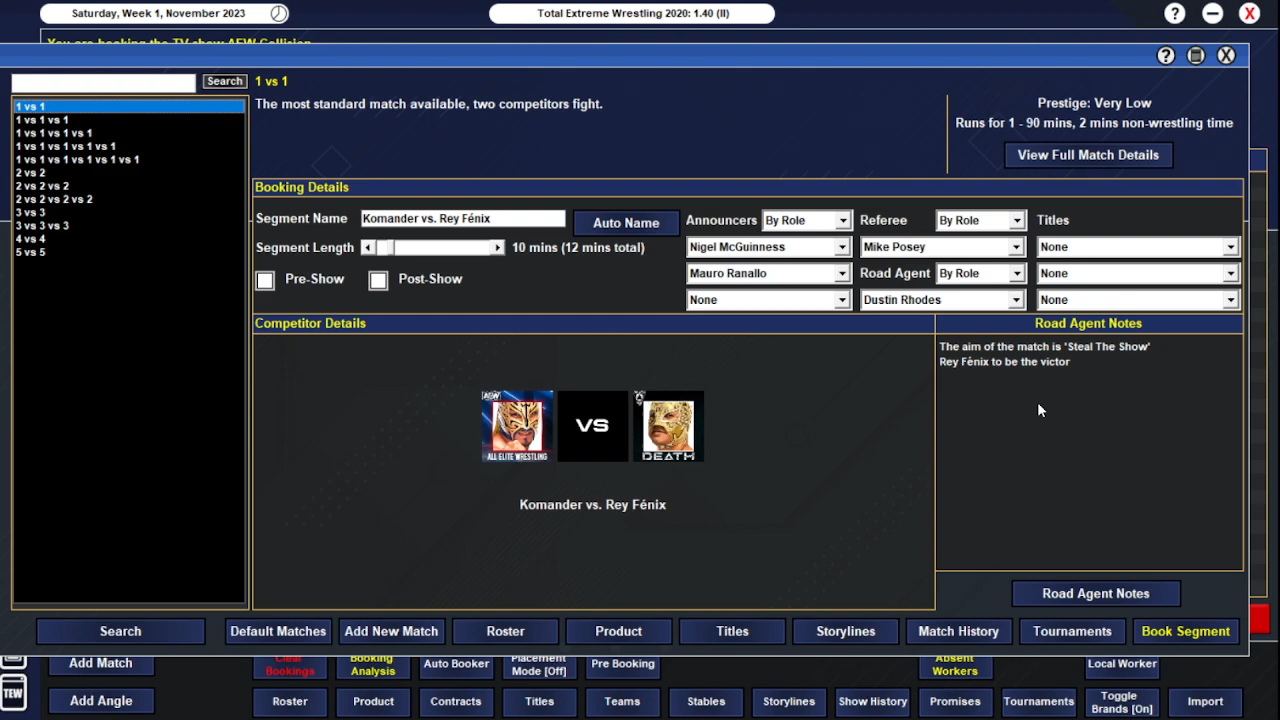 Saturday, Week 1, November 2023
Total Extreme Wrestling 2020: 1.40 (II)
? X
You are booking the TV show AEW Collision
? X
Search
1 vs 1
1 vs 1
1 vs 1 vs 1
1 vs 1 vs 1 vs 1
1 vs 1 vs 1 vs 1 vs 1
1 vs 1 vs 1 vs 1 vs 1 vs 1
2 vs 2
2 vs 2 vs 2
2 vs 2 vs 2 vs 2
3 vs 3
3 vs 3 vs 3
4 vs 4
5 vs 5
The most standard match available, two competitors fight.
Prestige: Very Low
Runs for 1 - 90 mins, 2 mins non-wrestling time
View Full Match Details
Booking Details
Segment Name Komander vs. Rey Fénix Auto Name
Segment Length 10 mins (12 mins total)
Pre-Show Post-Show
Announcers By Role
Nigel McGuinness
Mauro Ranallo
None
Referee By Role
Mike Posey
Road Agent By Role
Dustin Rhodes
Titles
None
None
None
Competitor Details
AEW
ALL ELITE WRESTLING
VS
DEATH
Komander vs. Rey Fénix
Road Agent Notes
The aim of the match is 'Steal The Show'
Rey Fénix to be the victor
Road Agent Notes
Search Default Matches Add New Match Roster Product Titles Storylines Match History Tournaments Book Segment
Add Match Clear Bookings Booking Analysis Auto Booker Placement Mode [Off] Pre Booking Absent Workers Local Worker
TEW Add Angle Roster Product Contracts Titles Teams Stables Storylines Show History Promises Tournaments Toggle Brands [On] Import